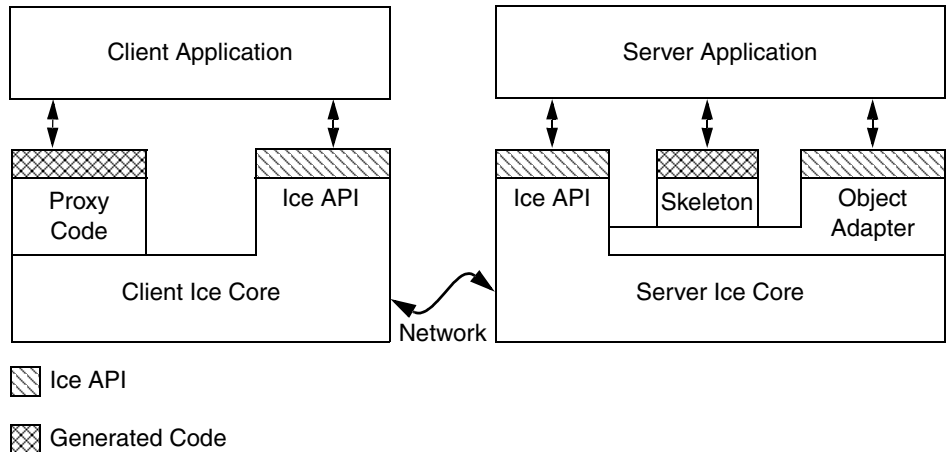 Client Application
Server Application
Proxy
Code
Ice API
Ice API
Skeleton
Object
Adapter
Client Ice Core
Server Ice Core
Network
Ice API
Generated Code